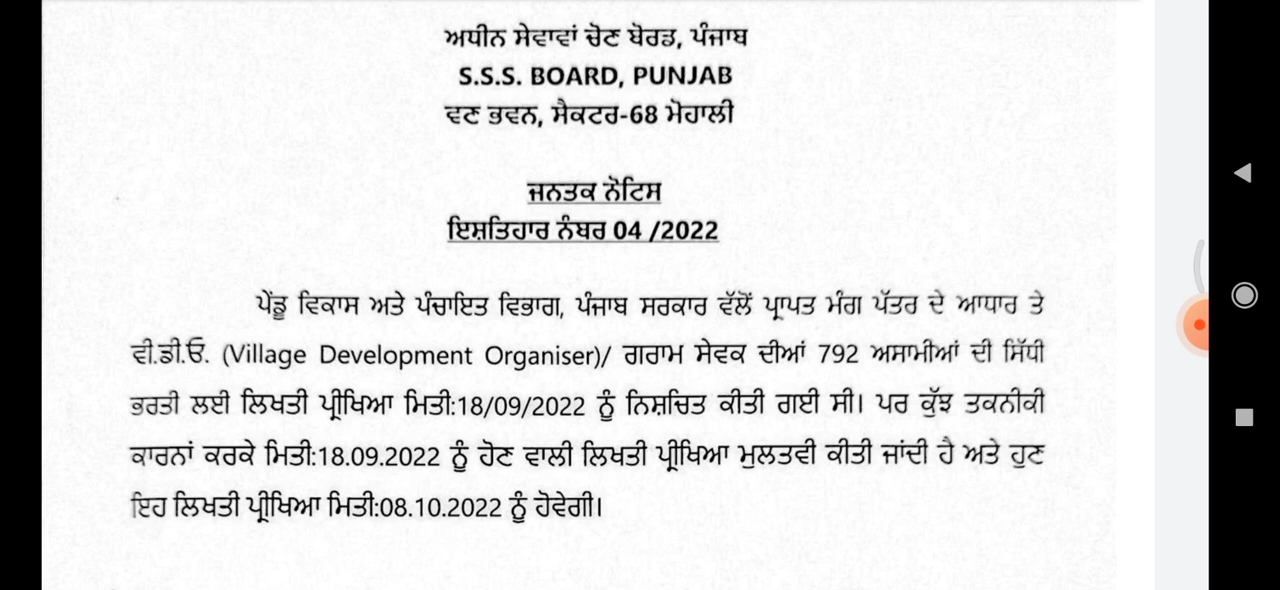 ਅਧੀਨ ਸੇਵਾਵਾਂ ਚੋਣ ਬੋਰਡ, ਪੰਜਾਬ
S.S.S. BOARD, PUNJAB
ਵਣ ਭਵਨ, ਸੈਕਟਰ-68 ਮੋਹਾਲੀ
ਜਨਤਕ ਨੋਟਿਸ
ਇਸ਼ਤਿਹਾਰ ਨੰਬਰ 04 /2022
ਪੇਂਡੂ ਵਿਕਾਸ ਅਤੇ ਪੰਚਾਇਤ ਵਿਭਾਗ, ਪੰਜਾਬ ਸਰਕਾਰ ਵੱਲੋਂ ਪ੍ਰਾਪਤ ਮੰਗ ਪੱਤਰ ਦੇ ਆਧਾਰ ਤੇ
ਵੀ.ਡੀ.ਓ. (Village Development Organiser)/ ਗਰਾਮ ਸੇਵਕ ਦੀਆਂ 792 ਅਸਾਮੀਆਂ ਦੀ ਸਿੱਧੀ
ਭਰਤੀ ਲਈ ਲਿਖਤੀ ਪ੍ਰੀਖਿਆ ਮਿਤੀ:18/09/2022 ਨੂੰ ਨਿਸ਼ਚਿਤ ਕੀਤੀ ਗਈ ਸੀ। ਪਰ ਕੁੱਝ ਤਕਨੀਕੀ
ਕਾਰਨਾਂ ਕਰਕੇ ਮਿਤੀ:18.09.2022 ਨੂੰ ਹੋਣ ਵਾਲੀ ਲਿਖਤੀ ਪ੍ਰੀਖਿਆ ਮੁਲਤਵੀ ਕੀਤੀ ਜਾਂਦੀ ਹੈ ਅਤੇ ਹੁਣ
ਇਹ ਲਿਖਤੀ ਪ੍ਰੀਖਿਆ ਮਿਤੀ:08.10.2022 ਨੂੰ ਹੋਵੇਗੀ।